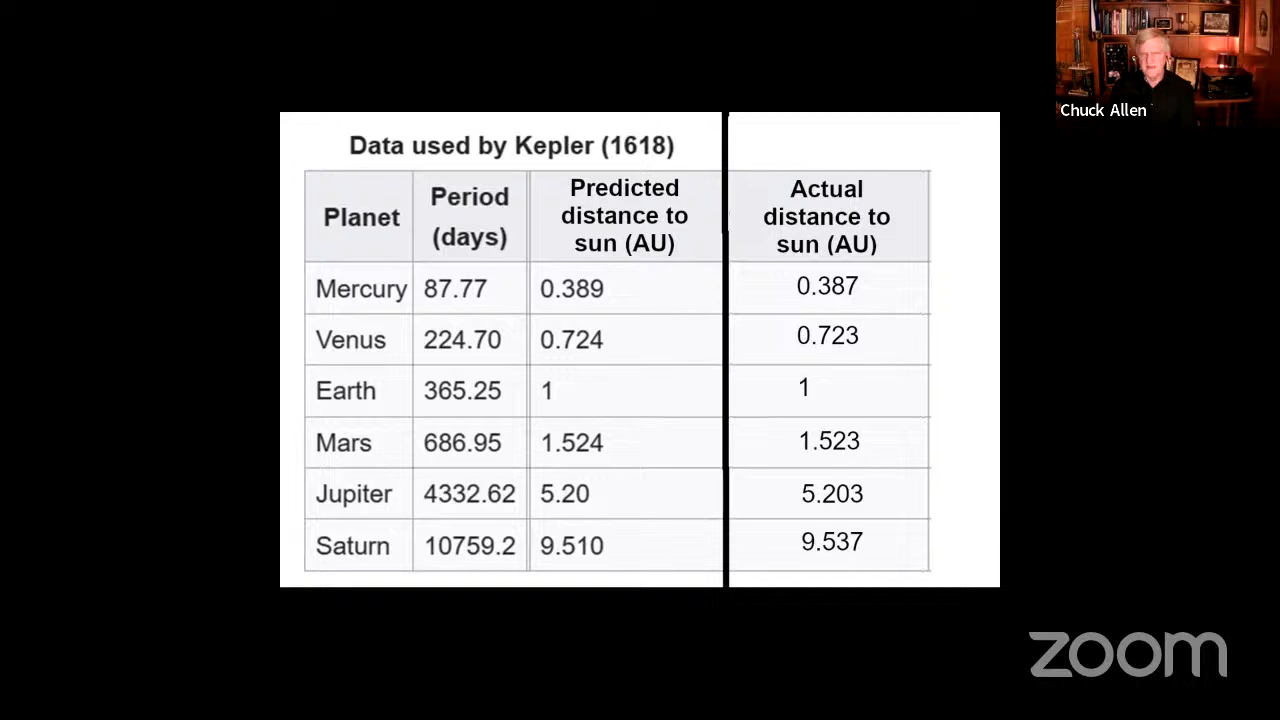 Chuck Allen
Data used by Kepler (1618)
Planet Period (days) Predicted distance to sun (AU) Actual distance to sun (AU)
Mercury 87.77 0.389 0.387
Venus 224.70 0.724 0.723
Earth 365.25 1 1
Mars 686.95 1.524 1.523
Jupiter 4332.62 5.20 5.203
Saturn 10759.2 9.510 9.537
zoom